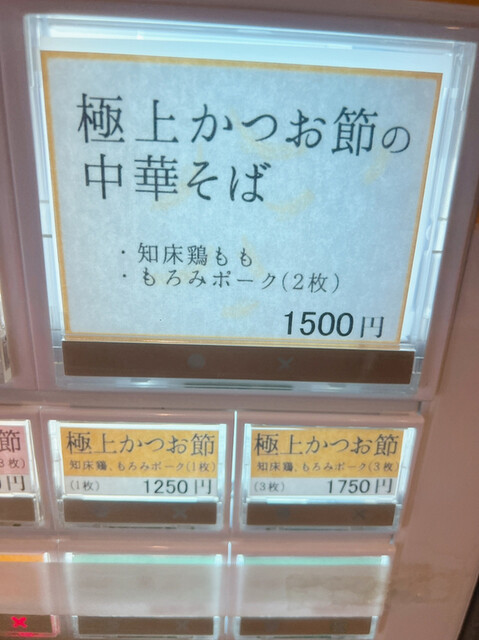 極上かつお節の
中華そば
・知床鶏もも
・もろみポーク(2枚)
1500円
節
3枚)
円
極上かつお節
知床鶏、もろみポーク(1枚)
(1枚) 1250円
極上かつお節
知床鶏、もろみポーク(3枚)
(3枚) 1750円